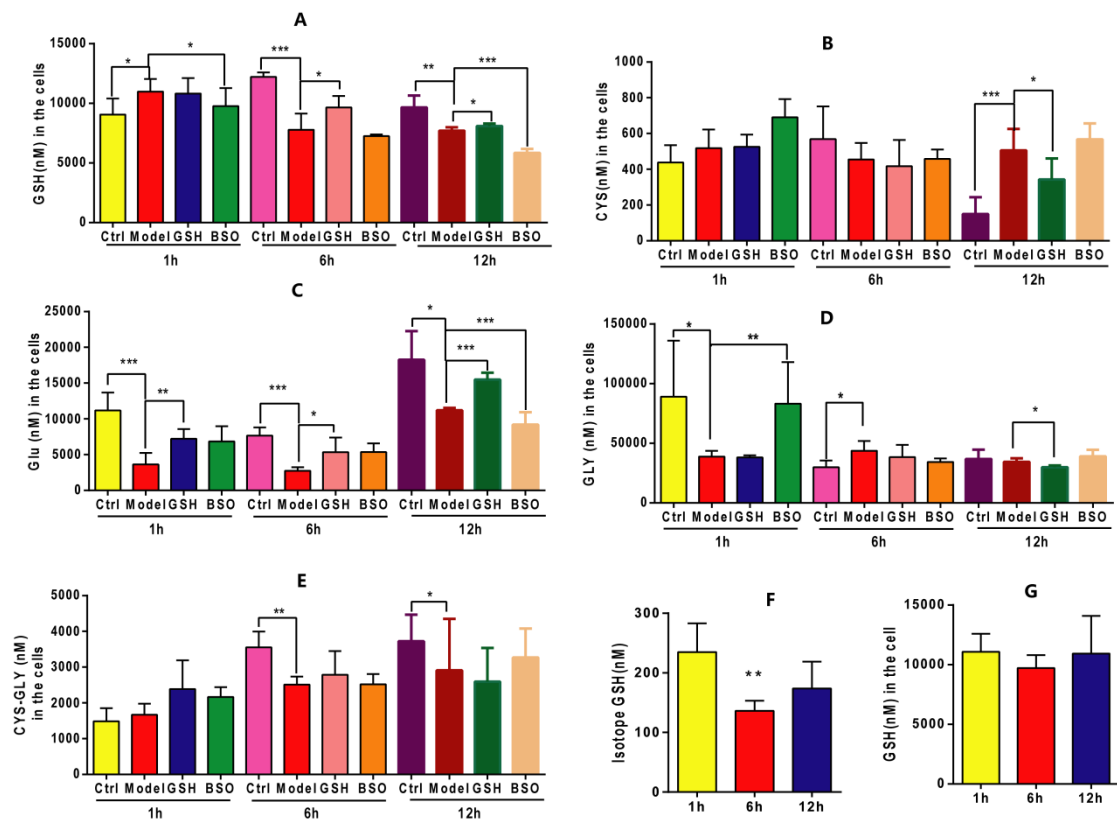 A
GSH(nM) in the cells
15000
10000
5000
0
* * *** * ** *** *
Ctrl Model GSH BSO Ctrl Model GSH BSO Ctrl Model GSH BSO
1h 6h 12h
B
CYS(nM) in the cells
1000
800
600
400
200
0
*** *
Ctrl Model GSH BSO Ctrl Model GSH BSO Ctrl Model GSH BSO
1h 6h 12h
C
Glu (nM) in the cells
25000
20000
15000
10000
5000
0
*** ** *** * * *** ***
Ctrl Model GSH BSO Ctrl Model GSH BSO Ctrl Model GSH BSO
1h 6h 12h
D
GLY (nM) in the cells
150000
100000
50000
0
* ** * *
Ctrl Model GSH BSO Ctrl Model GSH BSO Ctrl Model GSH BSO
1h 6h 12h
E
CYS-GLY (nM)
in the cells
5000
4000
3000
2000
1000
0
** *
Ctrl Model GSH BSO Ctrl Model GSH BSO Ctrl Model GSH BSO
1h 6h 12h
F
Isotope GSH(nM)
300
200
100
0
**
1h 6h 12h
G
GSH(nM) in the cell
15000
10000
5000
0
1h 6h 12h